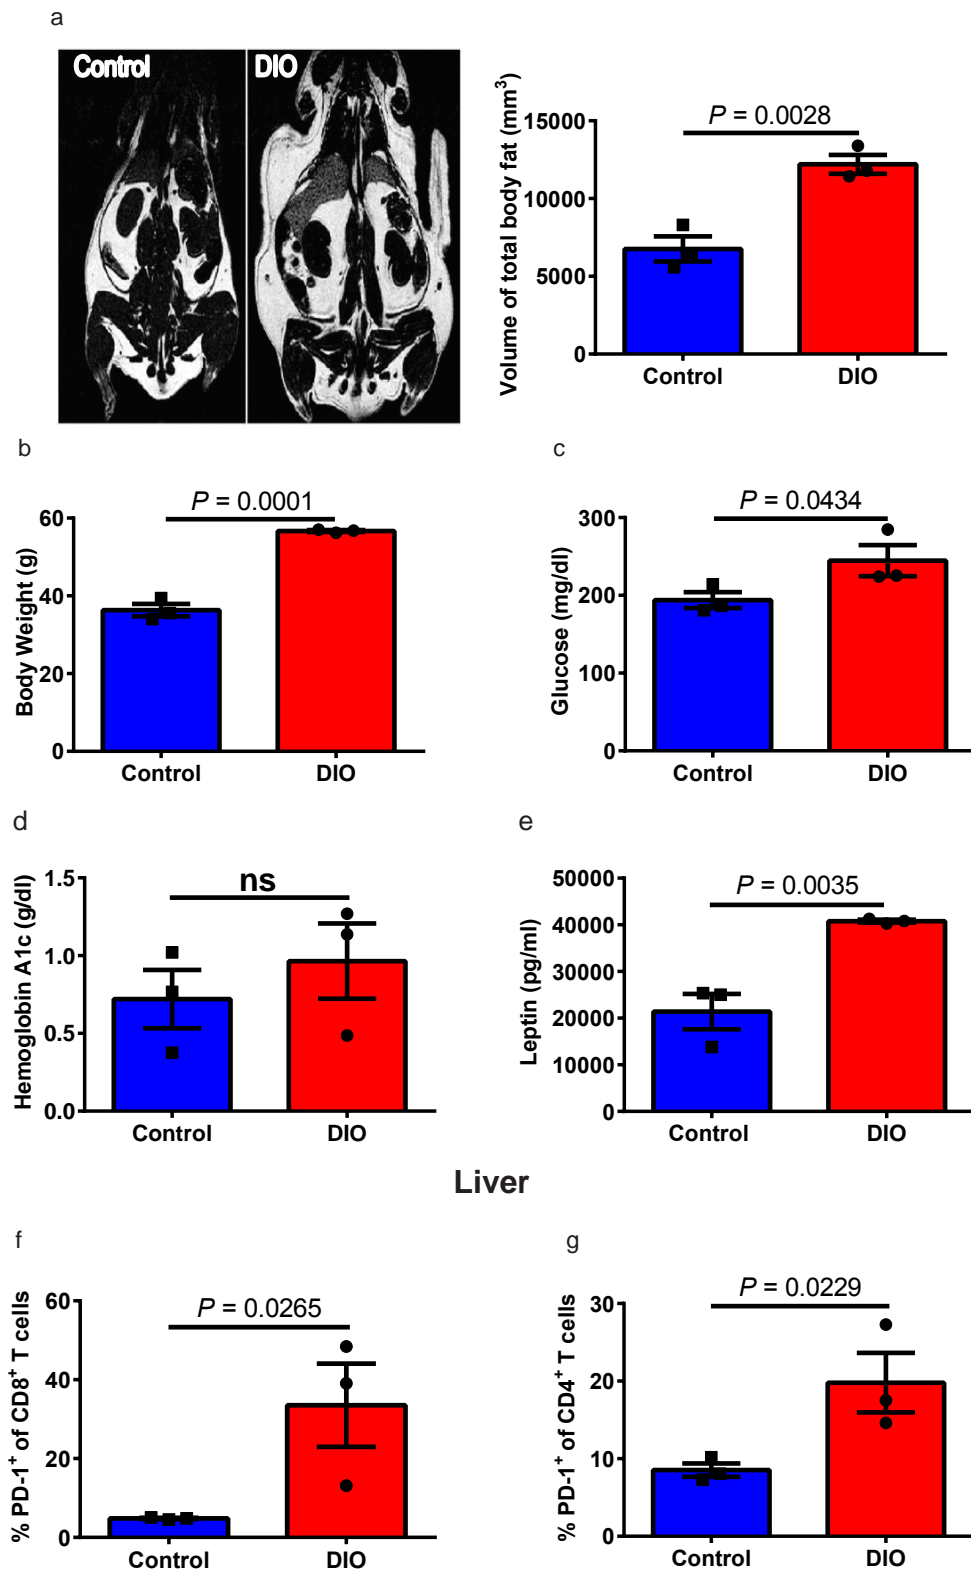 a
Control
DIO
Volume of total body fat (mm³)
15000
10000
5000
0
P = 0.0028
Control
DIO
b
Body Weight (g)
60
40
20
0
P = 0.0001
Control
DIO
c
Glucose (mg/dl)
300
200
100
0
P = 0.0434
Control
DIO
d
Hemoglobin A1c (g/dl)
1.5
1.0
0.5
0.0
ns
Control
DIO
e
Leptin (pg/ml)
50000
40000
30000
20000
10000
0
P = 0.0035
Control
DIO
Liver
f
% PD-1⁺ of CD8⁺ T cells
60
40
20
0
P = 0.0265
Control
DIO
g
% PD-1⁺ of CD4⁺ T cells
30
20
10
0
P = 0.0229
Control
DIO